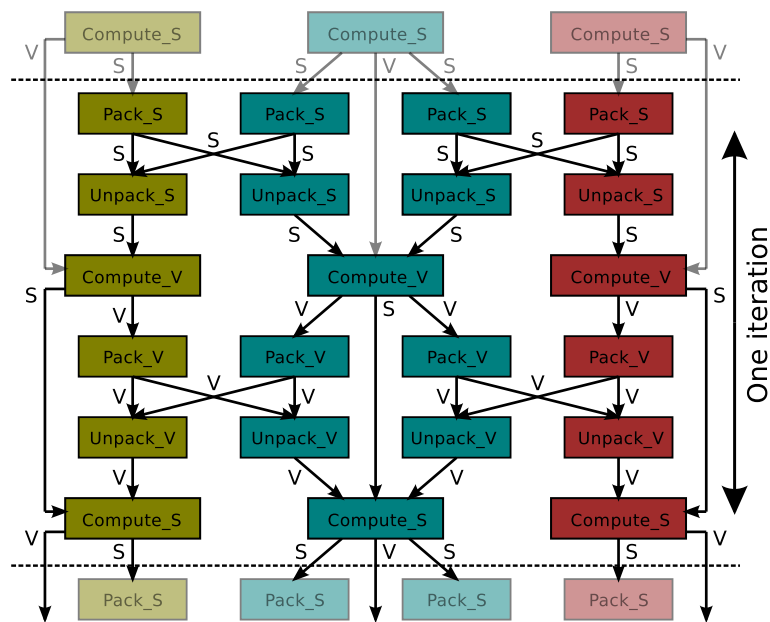 Compute_S Compute_S Compute_S
V S S V S S V
Pack_S Pack_S Pack_S Pack_S
S S S S S S
Unpack_S Unpack_S Unpack_S Unpack_S
S S S S
Compute_V Compute_V Compute_V
S V V S V V S
Pack_V Pack_V Pack_V Pack_V
V V V V V V
Unpack_V Unpack_V Unpack_V Unpack_V
V V V V
Compute_S Compute_S Compute_S
V S S V S S V
Pack_S Pack_S Pack_S Pack_S
One iteration